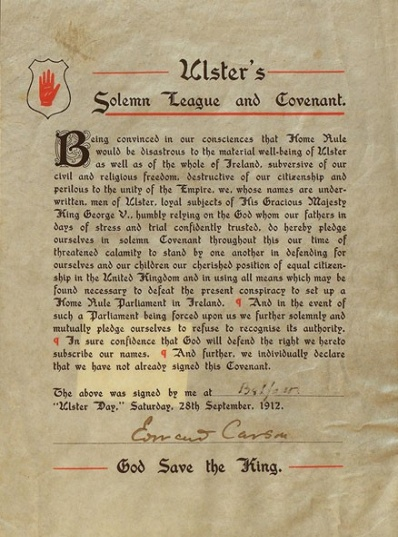 Ulster's
Solemn League and Covenant.
Being convinced in our consciences that Home Rule
would be disastrous to the material well-being of Ulster
as well as of the whole of Ireland, subversive of our
civil and religious freedom, destructive of our citizenship and
perilous to the unity of the Empire, we, whose names are under-
written, men of Ulster, loyal subjects of His Gracious Majesty
King George V., humbly relying on the God whom our fathers in
days of stress and trial confidently trusted, do hereby pledge
ourselves in solemn Covenant throughout this our time of
threatened calamity to stand by one another in defending for
ourselves and our children our cherished position of equal citizen-
ship in the United Kingdom and in using all means which may be
found necessary to defeat the present conspiracy to set up a
Home Rule Parliament in Ireland. ¶ And in the event of
such a Parliament being forced upon us we further solemnly and
mutually pledge ourselves to refuse to recognise its authority.
¶ In sure confidence that God will defend the right we hereto
subscribe our names. ¶ And further, we individually declare
that we have not already signed this Covenant.
The above was signed by me at Belfast.
"Ulster Day," Saturday, 28th September, 1912.
Edward Carson
God Save the King.